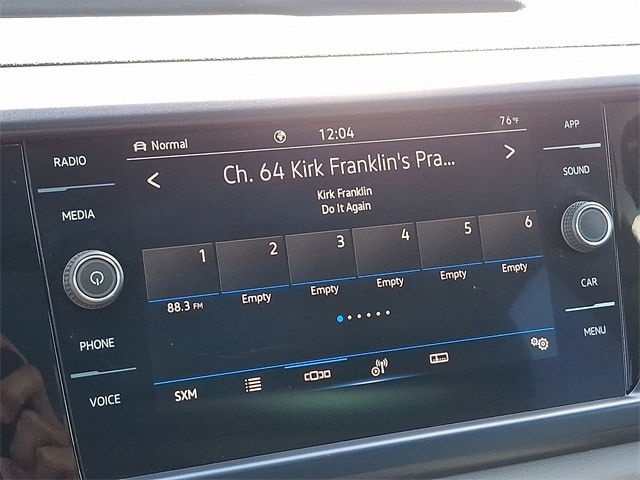 RADIO
MEDIA
PHONE
VOICE
Normal
12:04
76°F
Ch. 64 Kirk Franklin's Pra...
Kirk Franklin
Do It Again
1 2 3 4 5 6
88.3 FM Empty Empty Empty Empty Empty
SXM
APP
SOUND
CAR
MENU